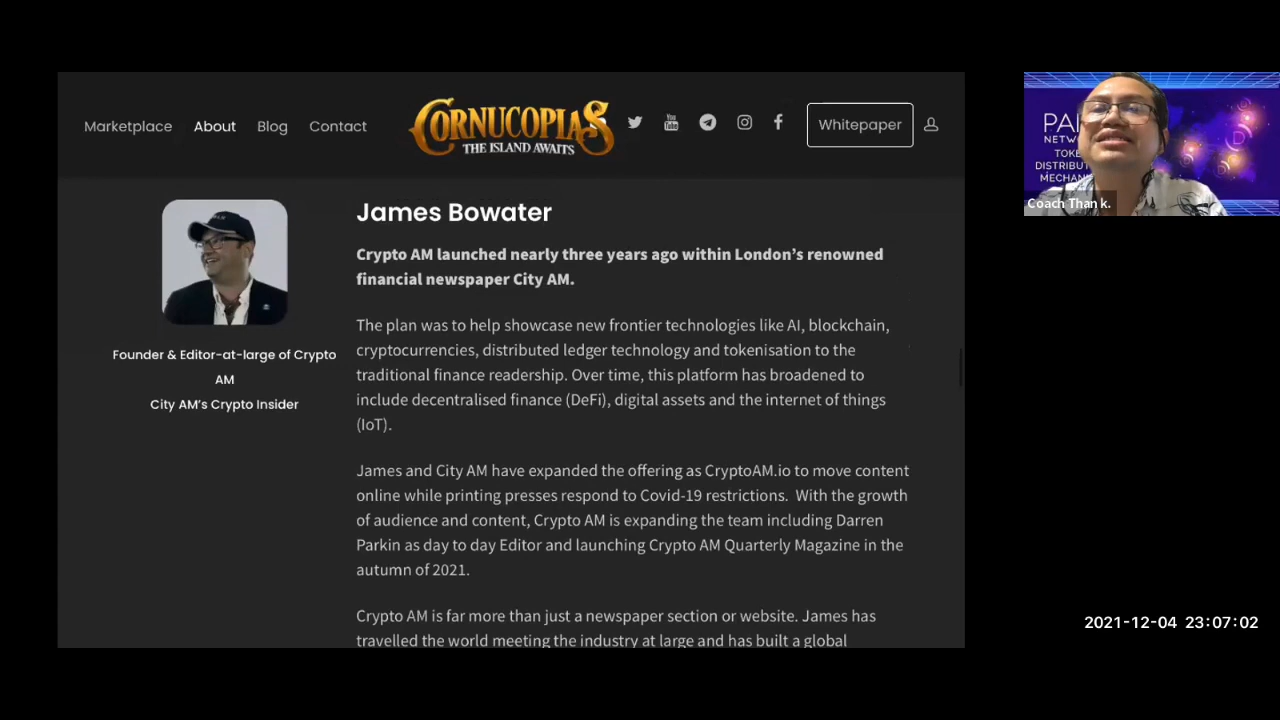 Marketplace
About
Blog
Contact
CORNUCOPIAS
THE ISLAND AWAITS
You
Tube
Whitepaper
James Bowater
Crypto AM launched nearly three years ago within London’s renowned
financial newspaper City AM.
The plan was to help showcase new frontier technologies like AI, blockchain,
cryptocurrencies, distributed ledger technology and tokenisation to the
traditional finance readership. Over time, this platform has broadened to
include decentralised finance (DeFi), digital assets and the internet of things
(IoT).
James and City AM have expanded the offering as CryptoAM.io to move content
online while printing presses respond to Covid-19 restrictions.  With the growth
of audience and content, Crypto AM is expanding the team including Darren
Parkin as day to day Editor and launching Crypto AM Quarterly Magazine in the
autumn of 2021.
Crypto AM is far more than just a newspaper section or website. James has
travelled the world meeting the industry at large and has built a global
Founder & Editor-at-large of Crypto
AM
City AM’s Crypto Insider
Coach Than k.
2021-12-04 23:07:02